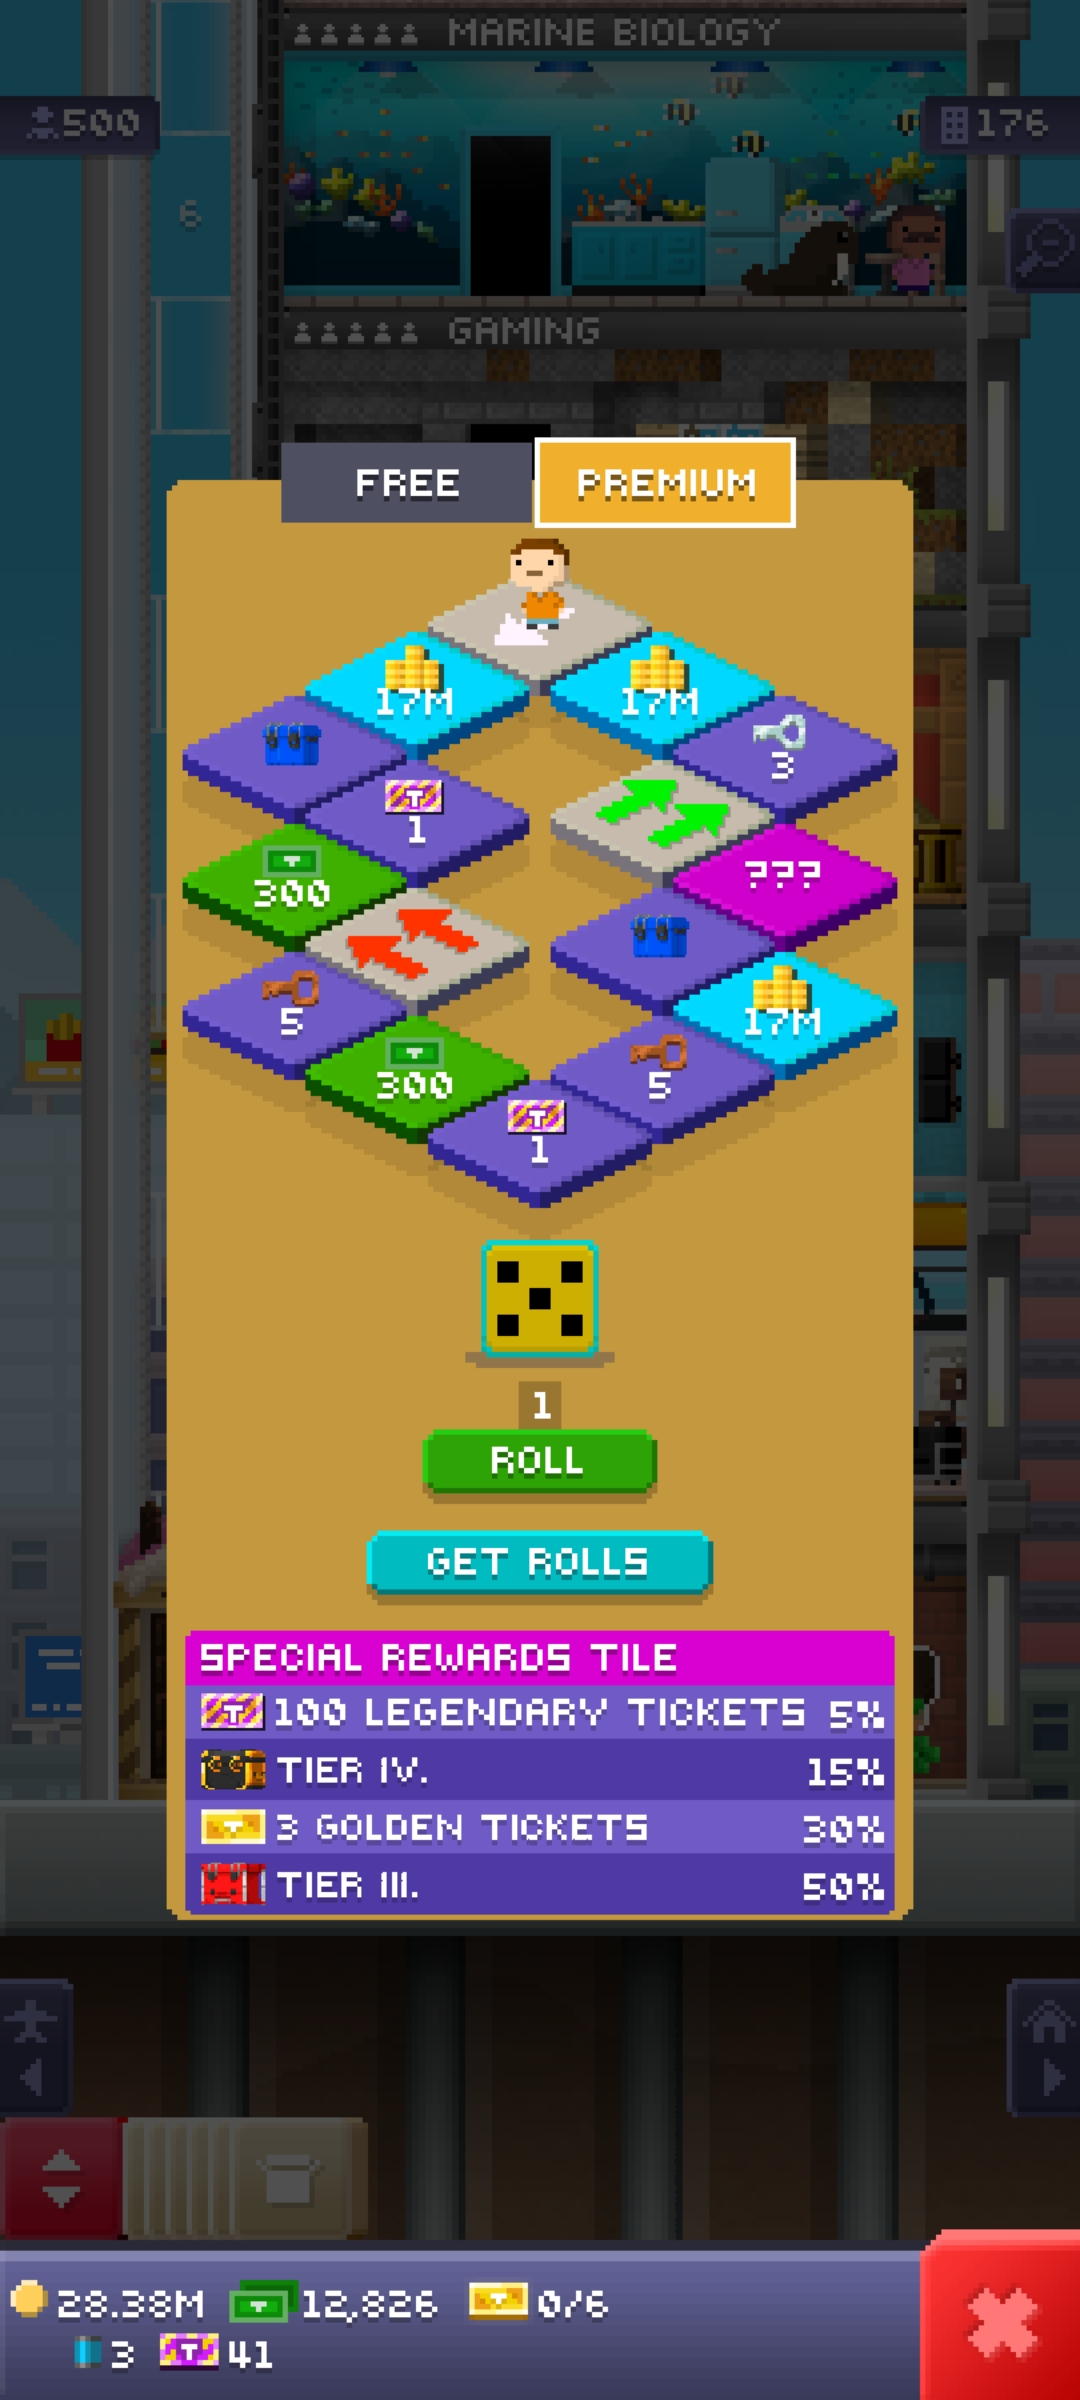 MARINE BIOLOGY
500
176
6
GAMING
FREE
PREMIUM
17M
17M
3
1
300
???
5
17M
300
5
1
1
ROLL
GET ROLLS
SPECIAL REWARDS TILE
100 LEGENDARY TICKETS 5%
TIER IV. 15%
3 GOLDEN TICKETS 30%
TIER III. 50%
28.38M 12,826 0/6
3 41